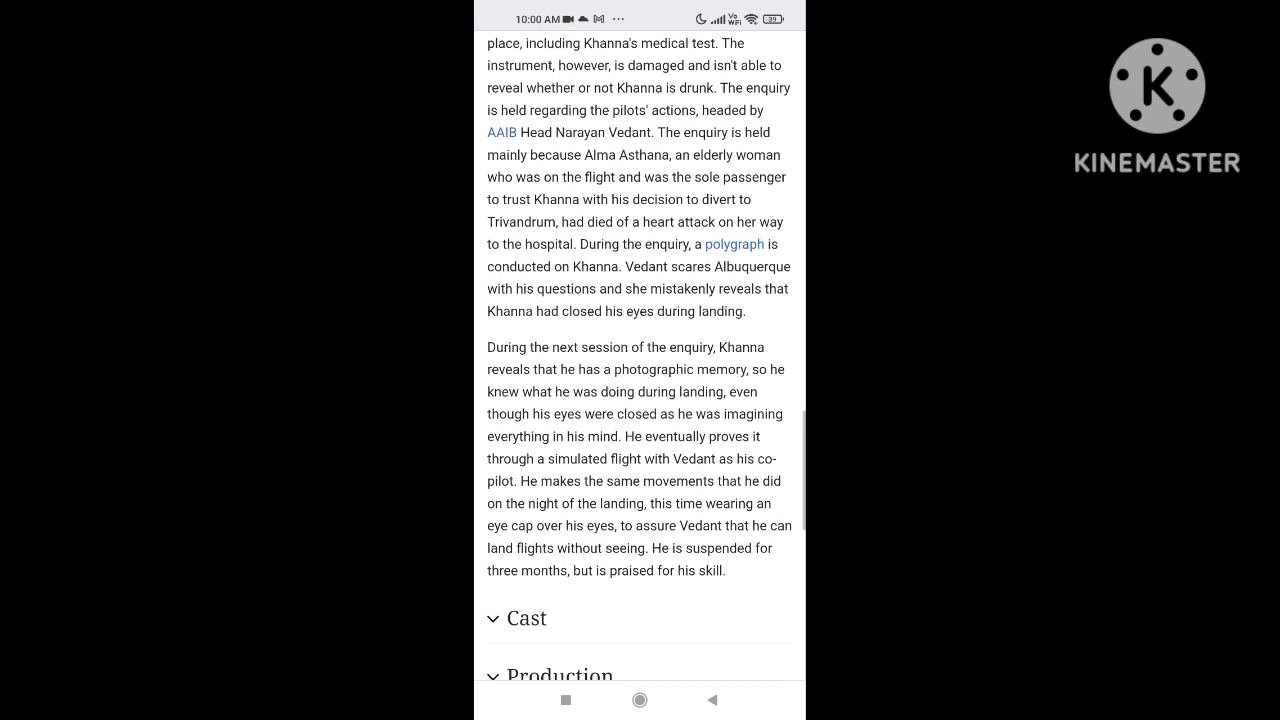 10:00 AM
Vo
WiFi
39
place, including Khanna's medical test. The
instrument, however, is damaged and isn't able to
reveal whether or not Khanna is drunk. The enquiry
is held regarding the pilots' actions, headed by
AAIB Head Narayan Vedant. The enquiry is held
mainly because Alma Asthana, an elderly woman
who was on the flight and was the sole passenger
to trust Khanna with his decision to divert to
Trivandrum, had died of a heart attack on her way
to the hospital. During the enquiry, a polygraph is
conducted on Khanna. Vedant scares Albuquerque
with his questions and she mistakenly reveals that
Khanna had closed his eyes during landing.
During the next session of the enquiry, Khanna
reveals that he has a photographic memory, so he
knew what he was doing during landing, even
though his eyes were closed as he was imagining
everything in his mind. He eventually proves it
through a simulated flight with Vedant as his co-
pilot. He makes the same movements that he did
on the night of the landing, this time wearing an
eye cap over his eyes, to assure Vedant that he can
land flights without seeing. He is suspended for
three months, but is praised for his skill.
Cast
Production
K
KINEMASTER